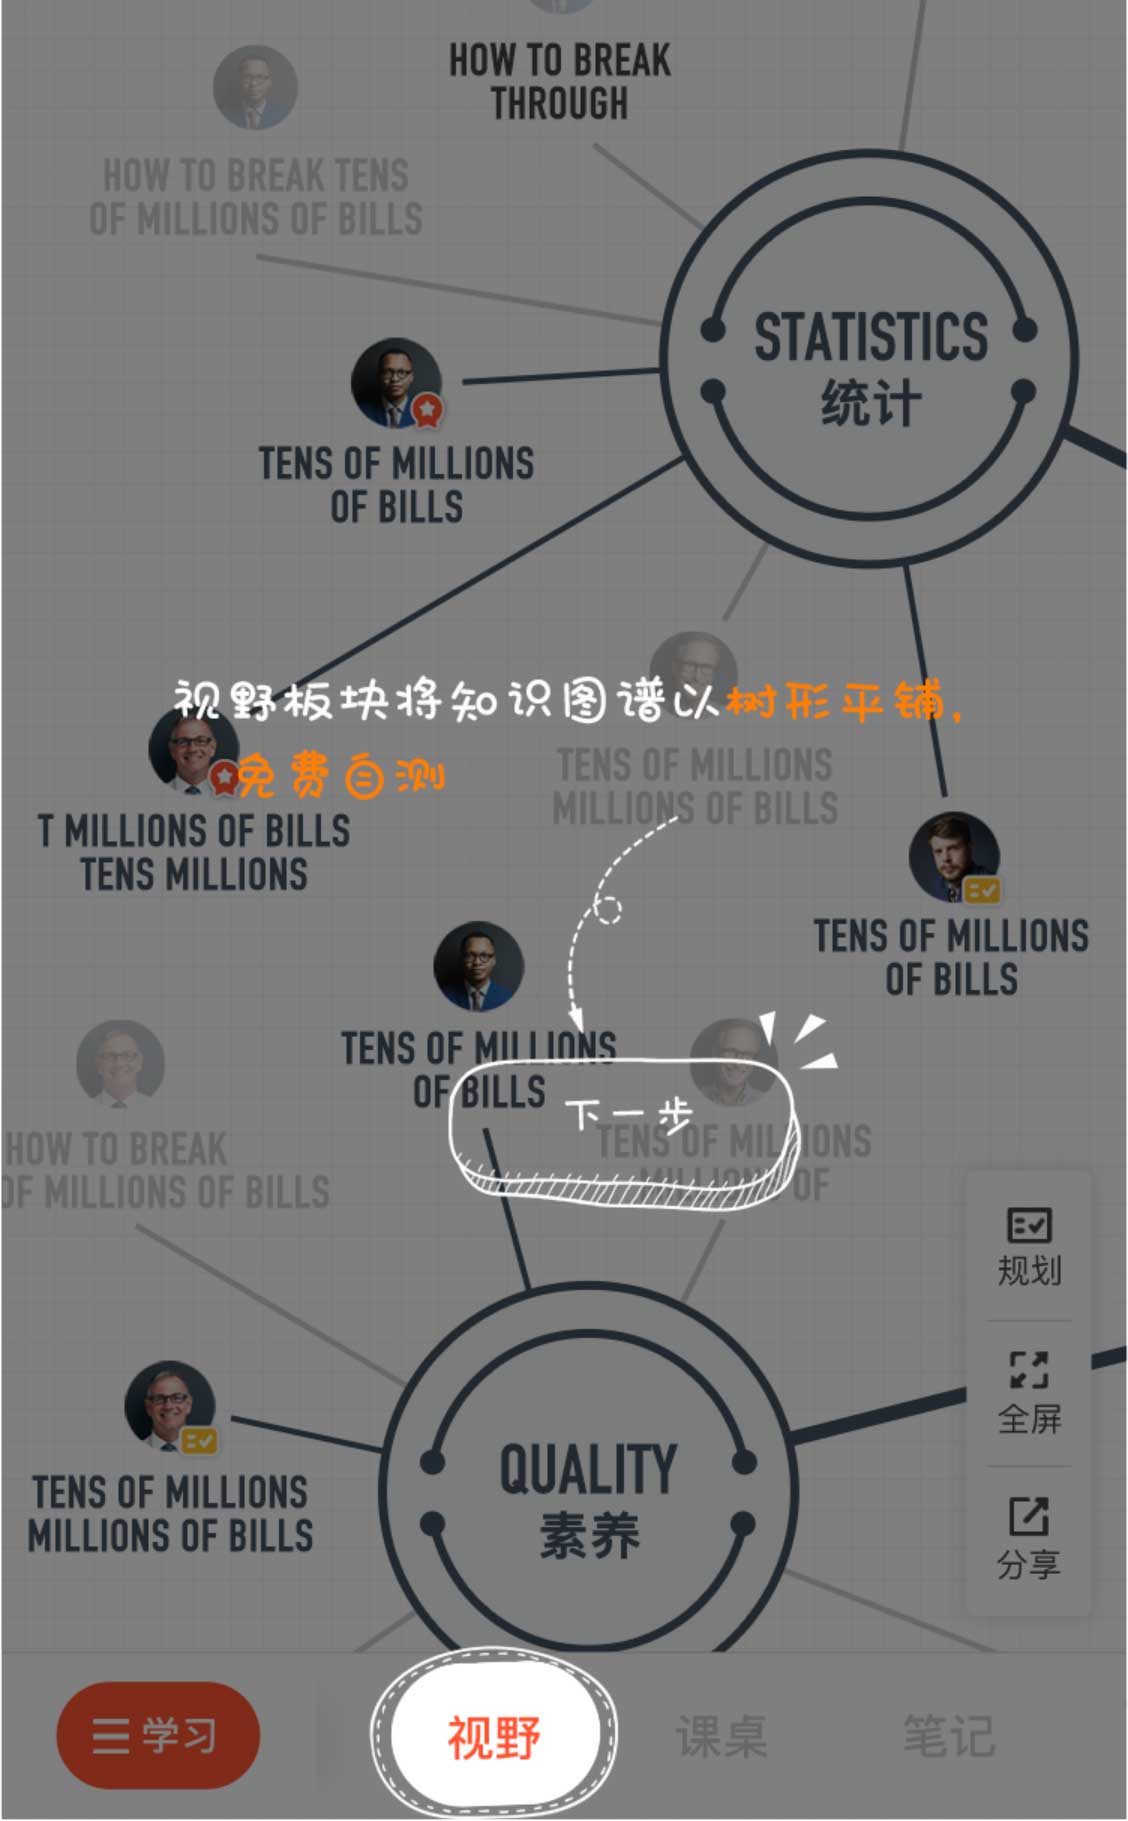 HOW TO BREAK
THROUGH
HOW TO BREAK TENS
OF MILLIONS OF BILLS
STATISTICS
统计
TENS OF MILLIONS
OF BILLS
视野板块将知识图谱以树形平铺，
免费自测
TENS OF MILLIONS
MILLIONS OF BILLS
T MILLIONS OF BILLS
TENS MILLIONS
TENS OF MILLIONS
OF BILLS
TENS OF MILLIONS
OF BILLS
下一步
TENS OF MILLIONS
MILLIONS OF
HOW TO BREAK
OF MILLIONS OF BILLS
规划
全屏
分享
TENS OF MILLIONS
MILLIONS OF BILLS
QUALITY
素养
学习
视野
课桌
笔记